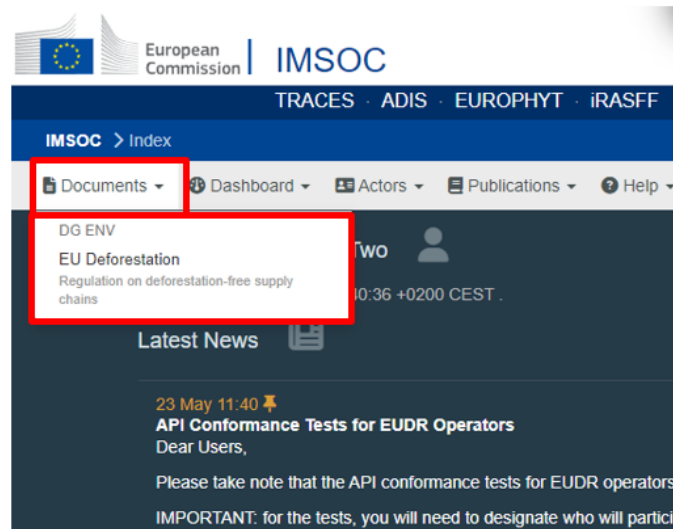 European
Commission
IMSOC
TRACES · ADIS · EUROPHYT · iRASFF
IMSOC > Index
Documents Dashboard Actors Publications Help
DG ENV
EU Deforestation
Regulation on deforestation-free supply
chains
Two
40:36 +0200 CEST .
Latest News
23 May 11:40
API Conformance Tests for EUDR Operators
Dear Users,
Please take note that the API conformance tests for EUDR operators
IMPORTANT: for the tests, you will need to designate who will partici